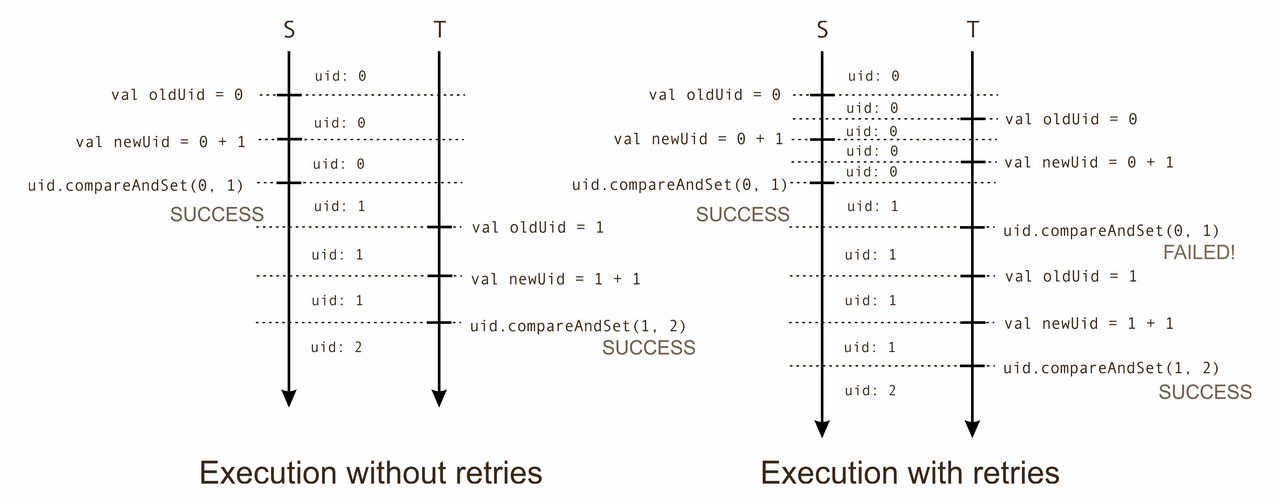 S T
uid: 0
val oldUid = 0
uid: 0
val newUid = 0 + 1
uid: 0
uid.compareAndSet(0, 1)
SUCCESS
uid: 1
val oldUid = 1
uid: 1
val newUid = 1 + 1
uid: 1
uid.compareAndSet(1, 2)
SUCCESS
uid: 2
Execution without retries
S T
uid: 0
val oldUid = 0
uid: 0
val oldUid = 0
uid: 0
val newUid = 0 + 1
uid: 0
val newUid = 0 + 1
uid: 0
uid.compareAndSet(0, 1)
SUCCESS
uid: 1
uid.compareAndSet(0, 1)
FAILED!
uid: 1
val oldUid = 1
uid: 1
val newUid = 1 + 1
uid: 1
uid.compareAndSet(1, 2)
SUCCESS
uid: 2
Execution with retries